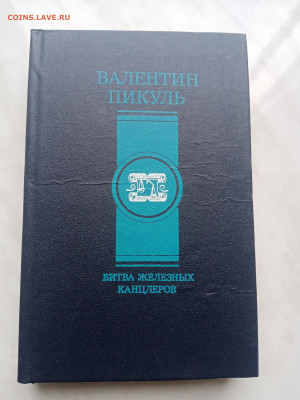 COINS.LAVE.RU
ВАЛЕНТИН
ПИКУЛЬ
БИТВА ЖЕЛЕЗНЫХ
КАНЦЛЕРОВ